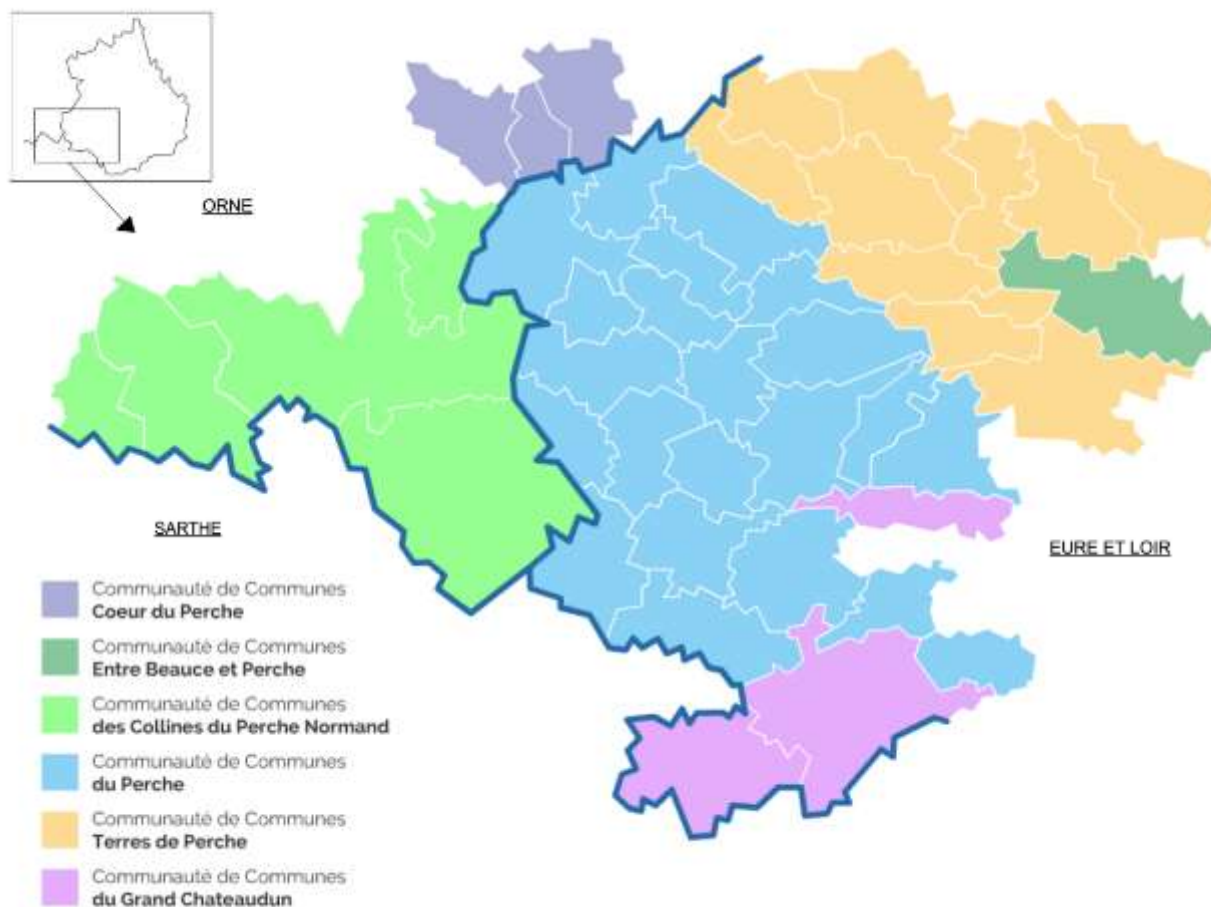 ORNE
SARTHE
EURE ET LOIR
Communauté de Communes
Coeur du Perche
Communauté de Communes
Entre Beauce et Perche
Communauté de Communes
des Collines du Perche Normand
Communauté de Communes
du Perche
Communauté de Communes
Terres de Perche
Communauté de Communes
du Grand Chateaudun